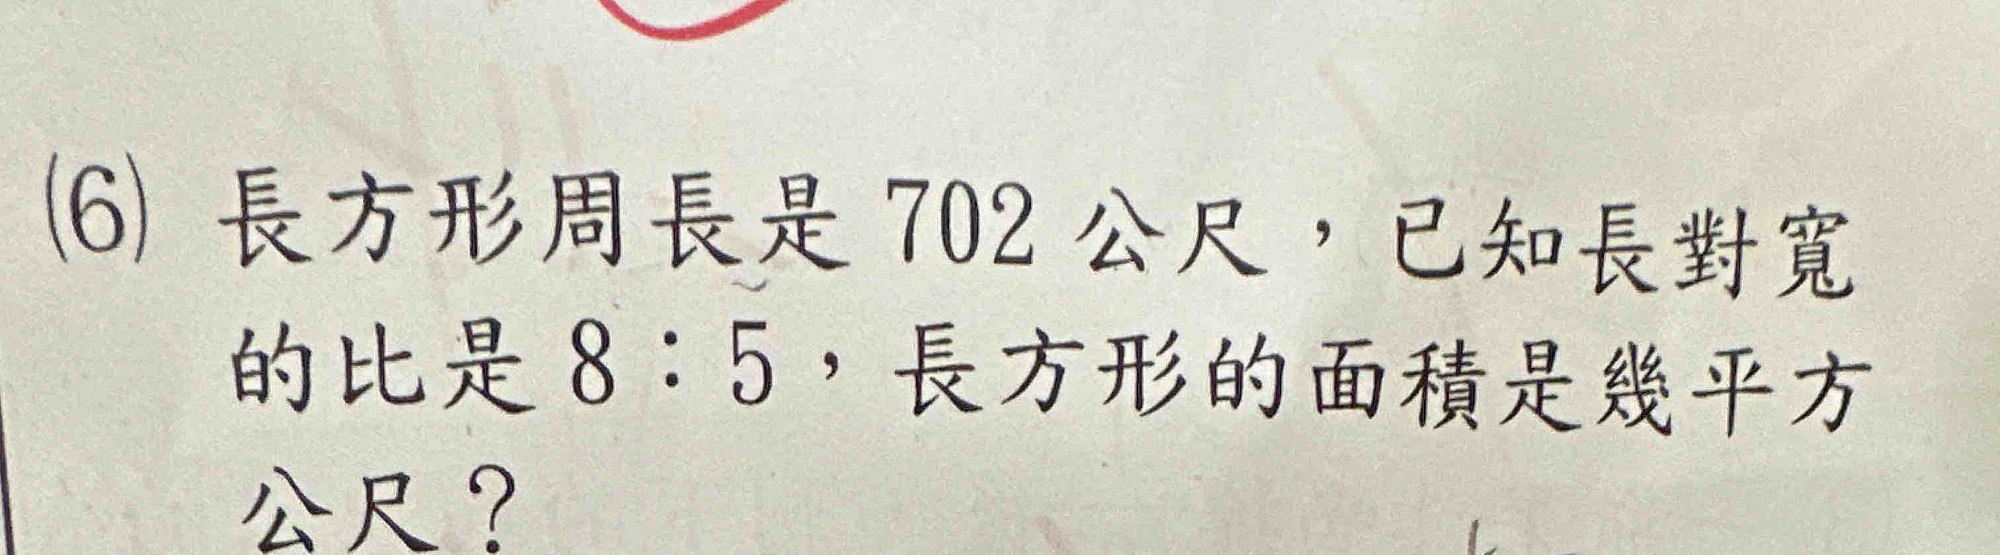 (6) 長方形周長是 702 公尺，已知長對寬
的比是 8：5，長方形的面積是幾平方
公尺？